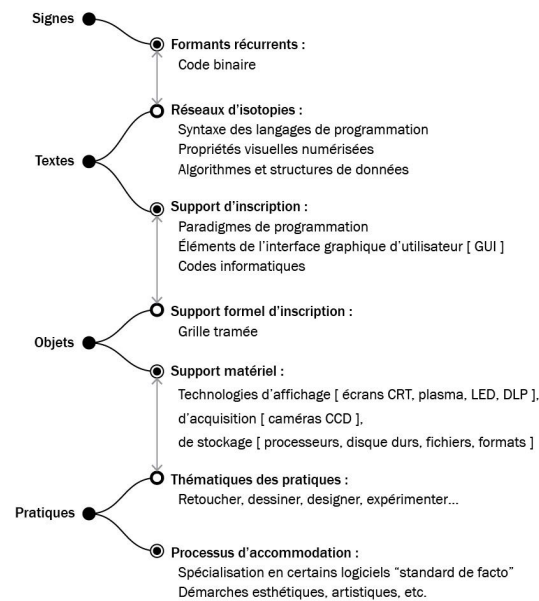 Signes
Formants récurrents :
Code binaire
Réseaux d'isotopies :
Syntaxe des langages de programmation
Textes
Propriétés visuelles numérisées
Algorithmes et structures de données
Support d'inscription :
Paradigmes de programmation
Éléments de l'interface graphique d'utilisateur [ GUI ]
Codes informatiques
Support formel d'inscription :
Grille tramée
Objets
Support matériel :
Technologies d'affichage [ écrans CRT, plasma, LED, DLP ],
d'acquisition [ caméras CCD ],
de stockage [ processeurs, disque durs, fichiers, formats ]
Thématiques des pratiques :
Retoucher, dessiner, designer, expérimenter...
Pratiques
Processus d'accommodation :
Spécialisation en certains logiciels “standard de facto”
Démarches esthétiques, artistiques, etc.